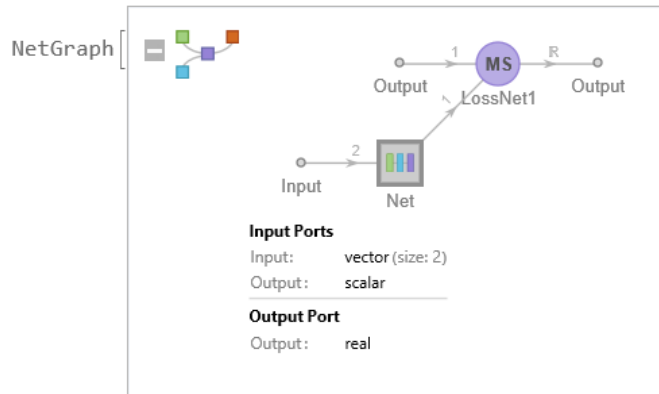 NetGraph[
1
MS
ℝ
Output
LossNet1
Output
1
2
Input
Net
Input Ports
Input: vector (size: 2)
Output: scalar
Output Port
Output: real